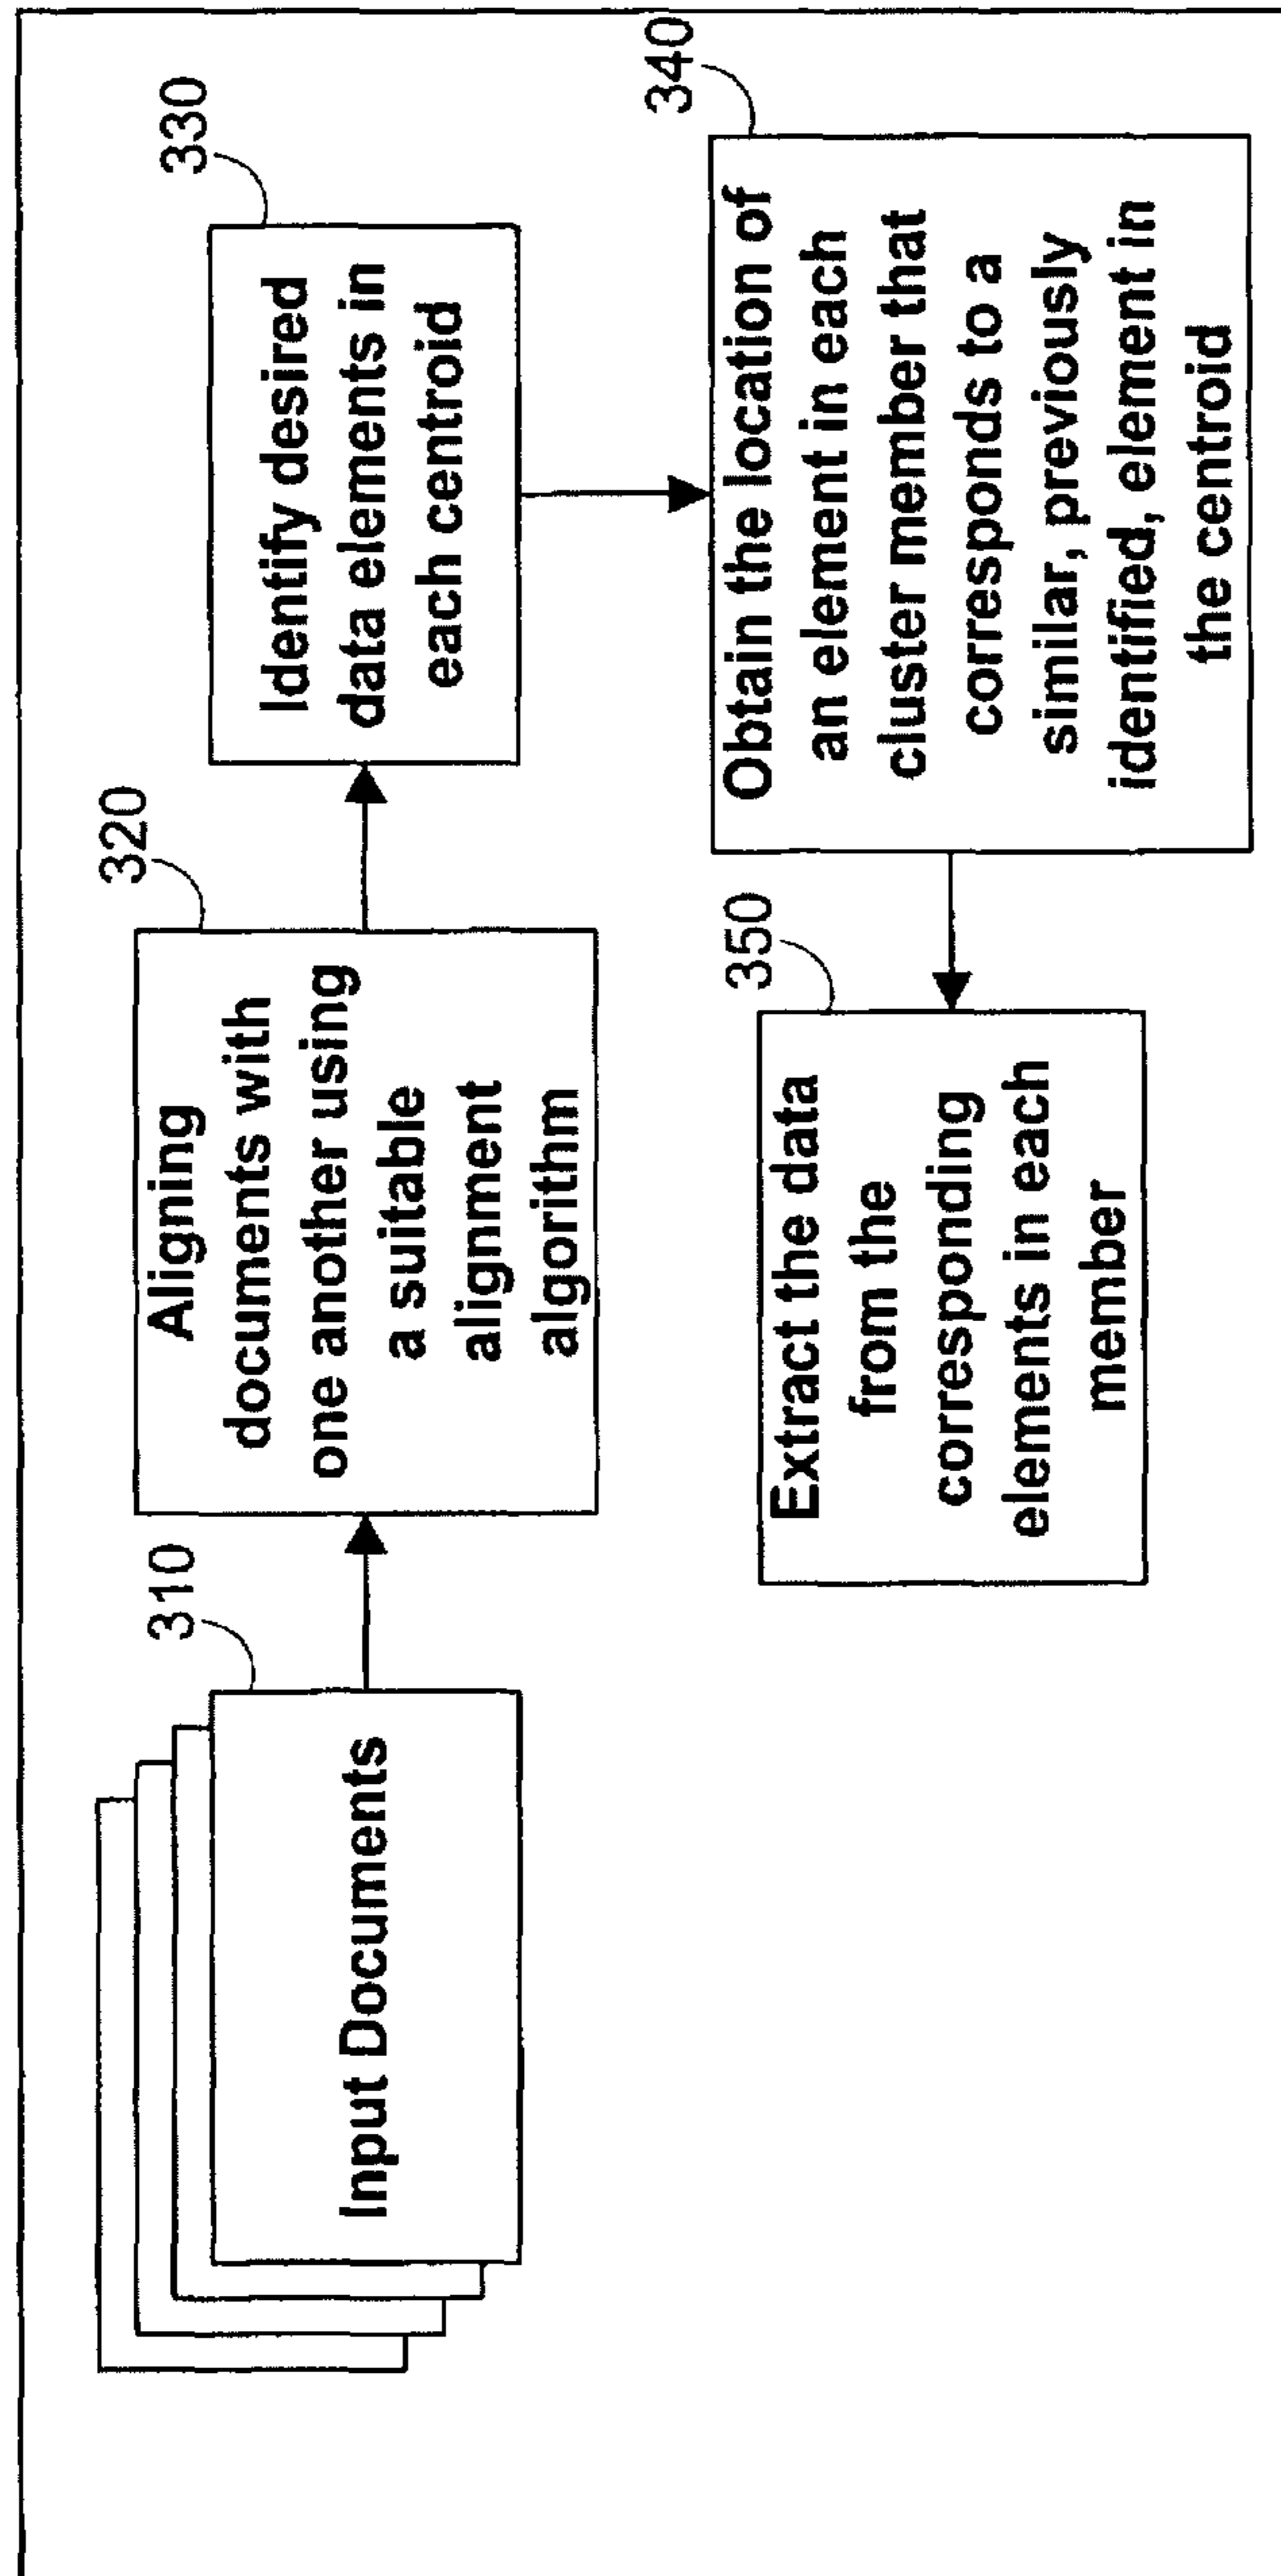 310
Input Documents
320
Aligning
documents with
one another using
a suitable
alignment
algorithm
330
Identify desired
data elements in
each centroid
340
Obtain the location of
an element in each
cluster member that
corresponds to a
similar, previously
identified, element in
the centroid
350
Extract the data
from the
corresponding
elements in each
member